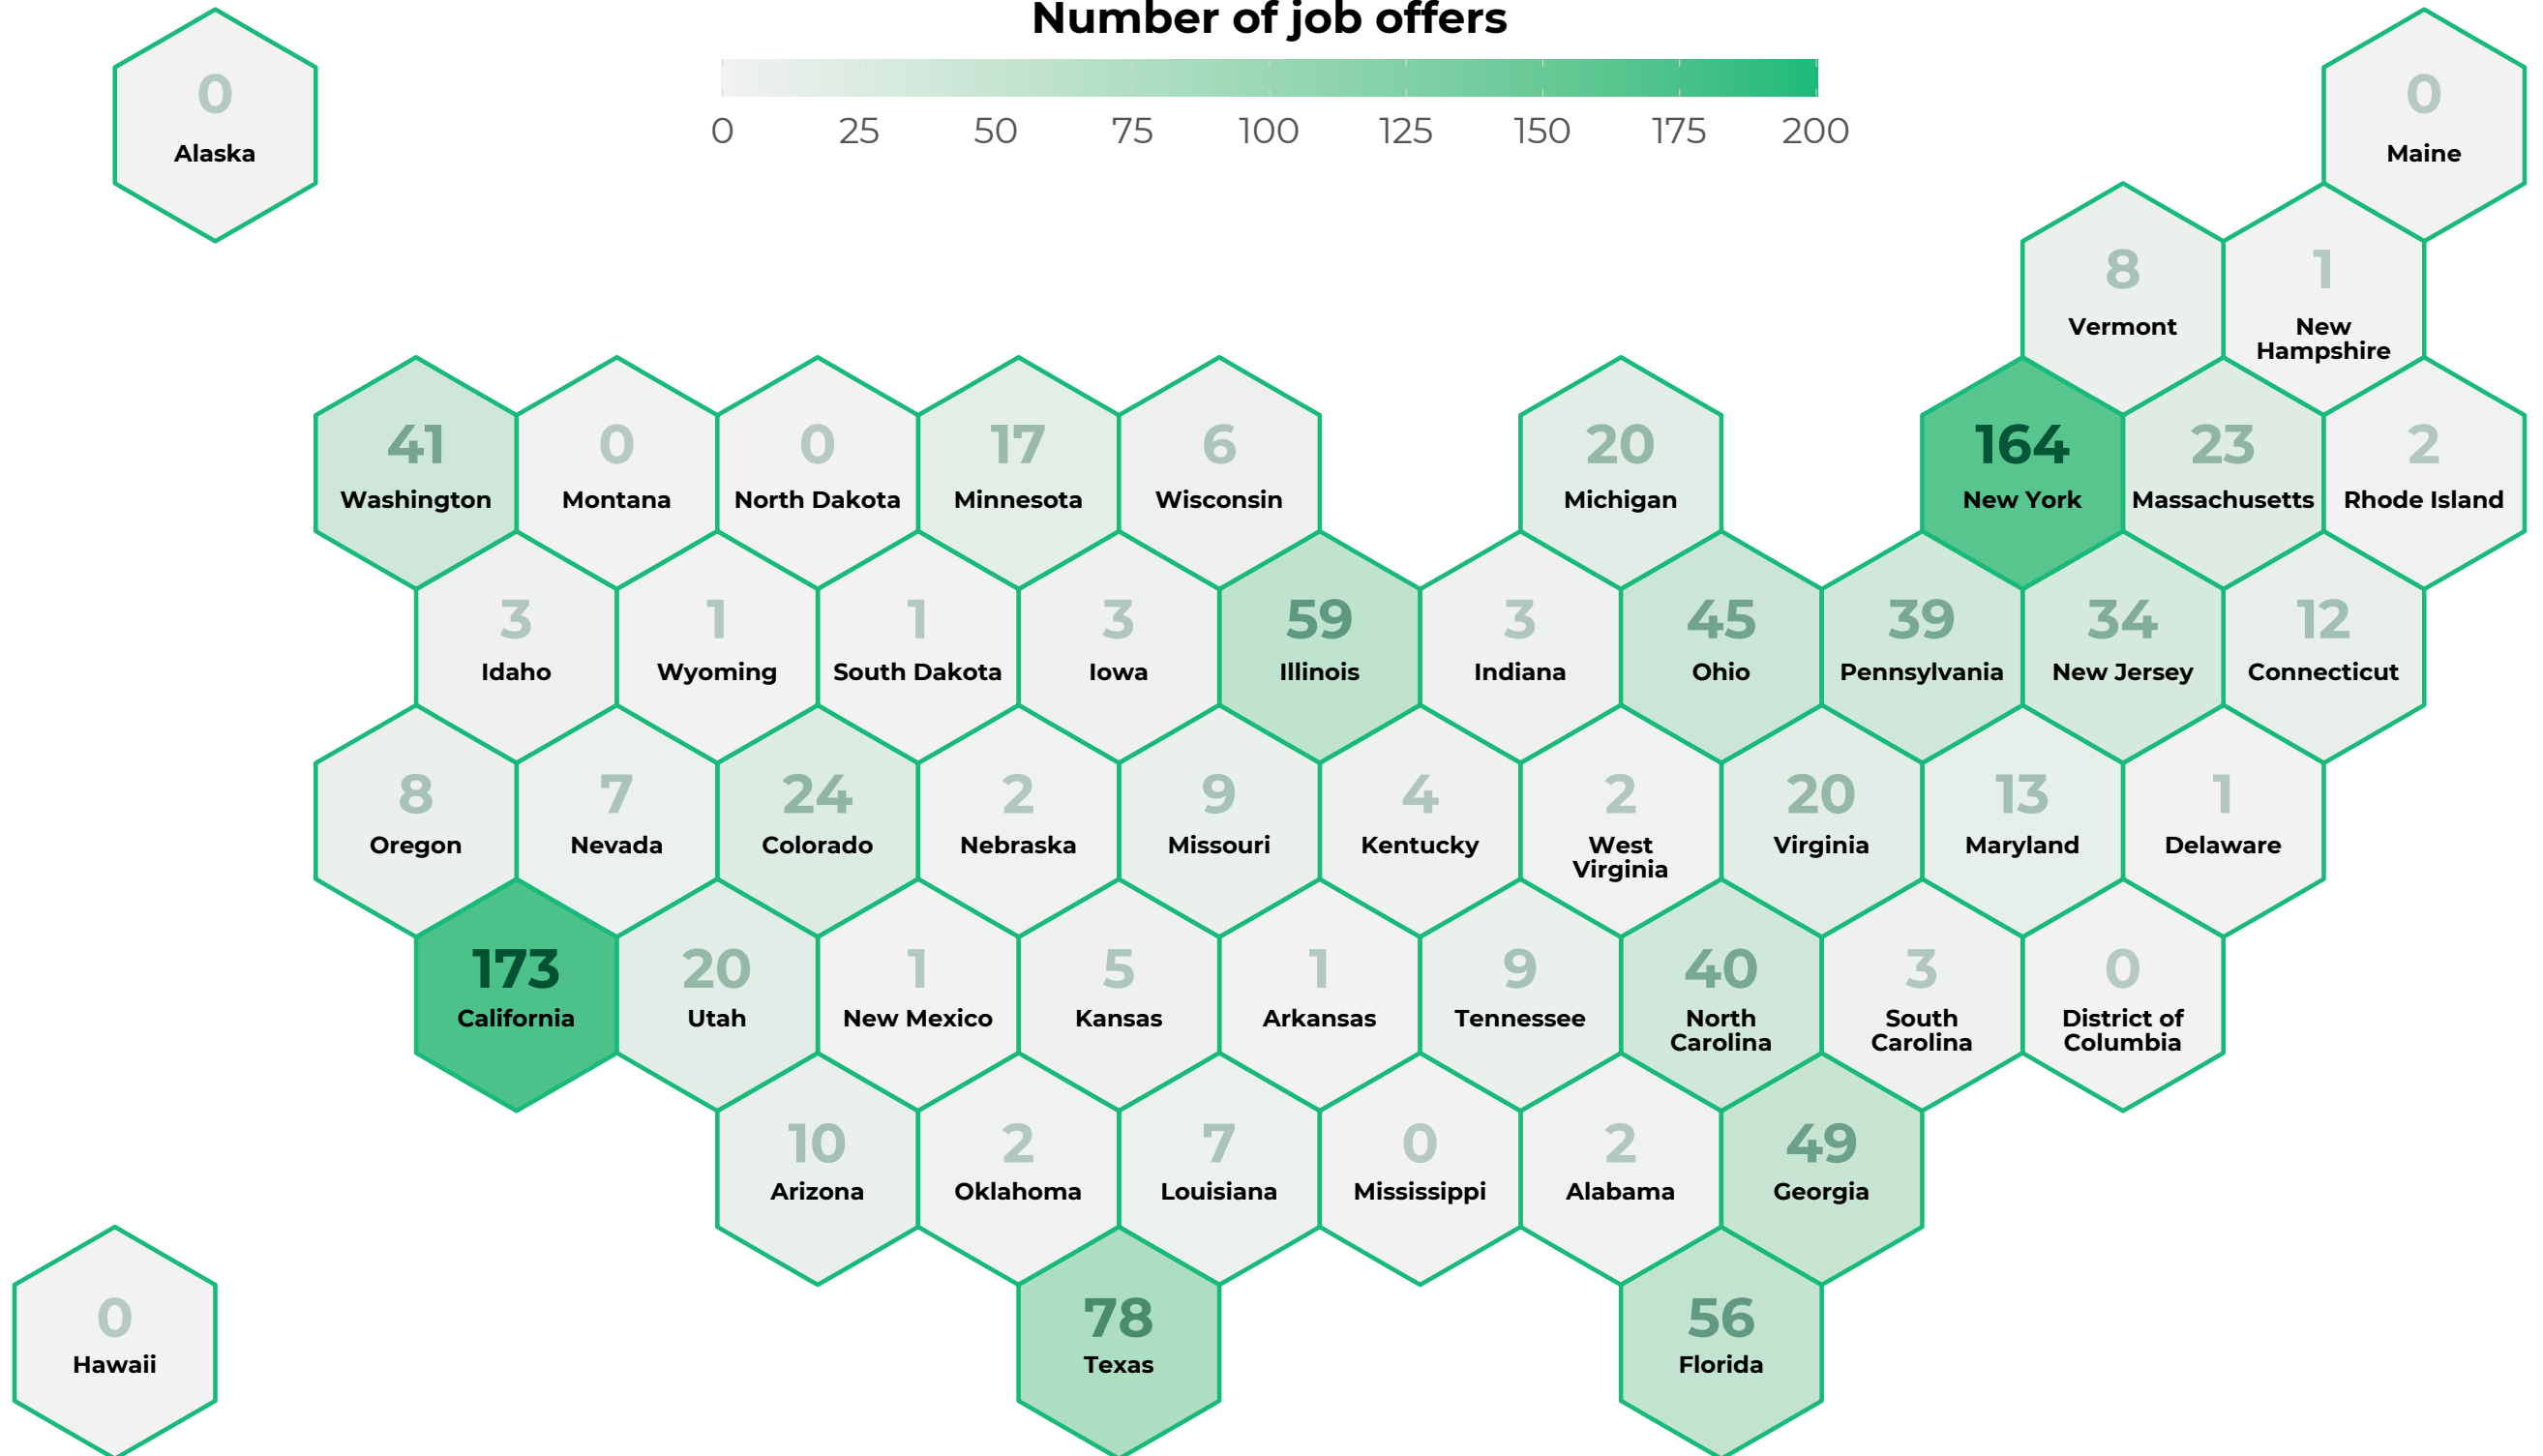 Number of job offers
0 25 50 75 100 125 150 175 200
0
Alaska
0
Maine
8
Vermont
1
New
Hampshire
41
Washington
0
Montana
0
North Dakota
17
Minnesota
6
Wisconsin
20
Michigan
164
New York
23
Massachusetts
2
Rhode Island
3
Idaho
1
Wyoming
1
South Dakota
3
Iowa
59
Illinois
3
Indiana
45
Ohio
39
Pennsylvania
34
New Jersey
12
Connecticut
8
Oregon
7
Nevada
24
Colorado
2
Nebraska
9
Missouri
4
Kentucky
2
West
Virginia
20
Virginia
13
Maryland
1
Delaware
173
California
20
Utah
1
New Mexico
5
Kansas
1
Arkansas
9
Tennessee
40
North
Carolina
3
South
Carolina
0
District of
Columbia
10
Arizona
2
Oklahoma
7
Louisiana
0
Mississippi
2
Alabama
49
Georgia
0
Hawaii
78
Texas
56
Florida